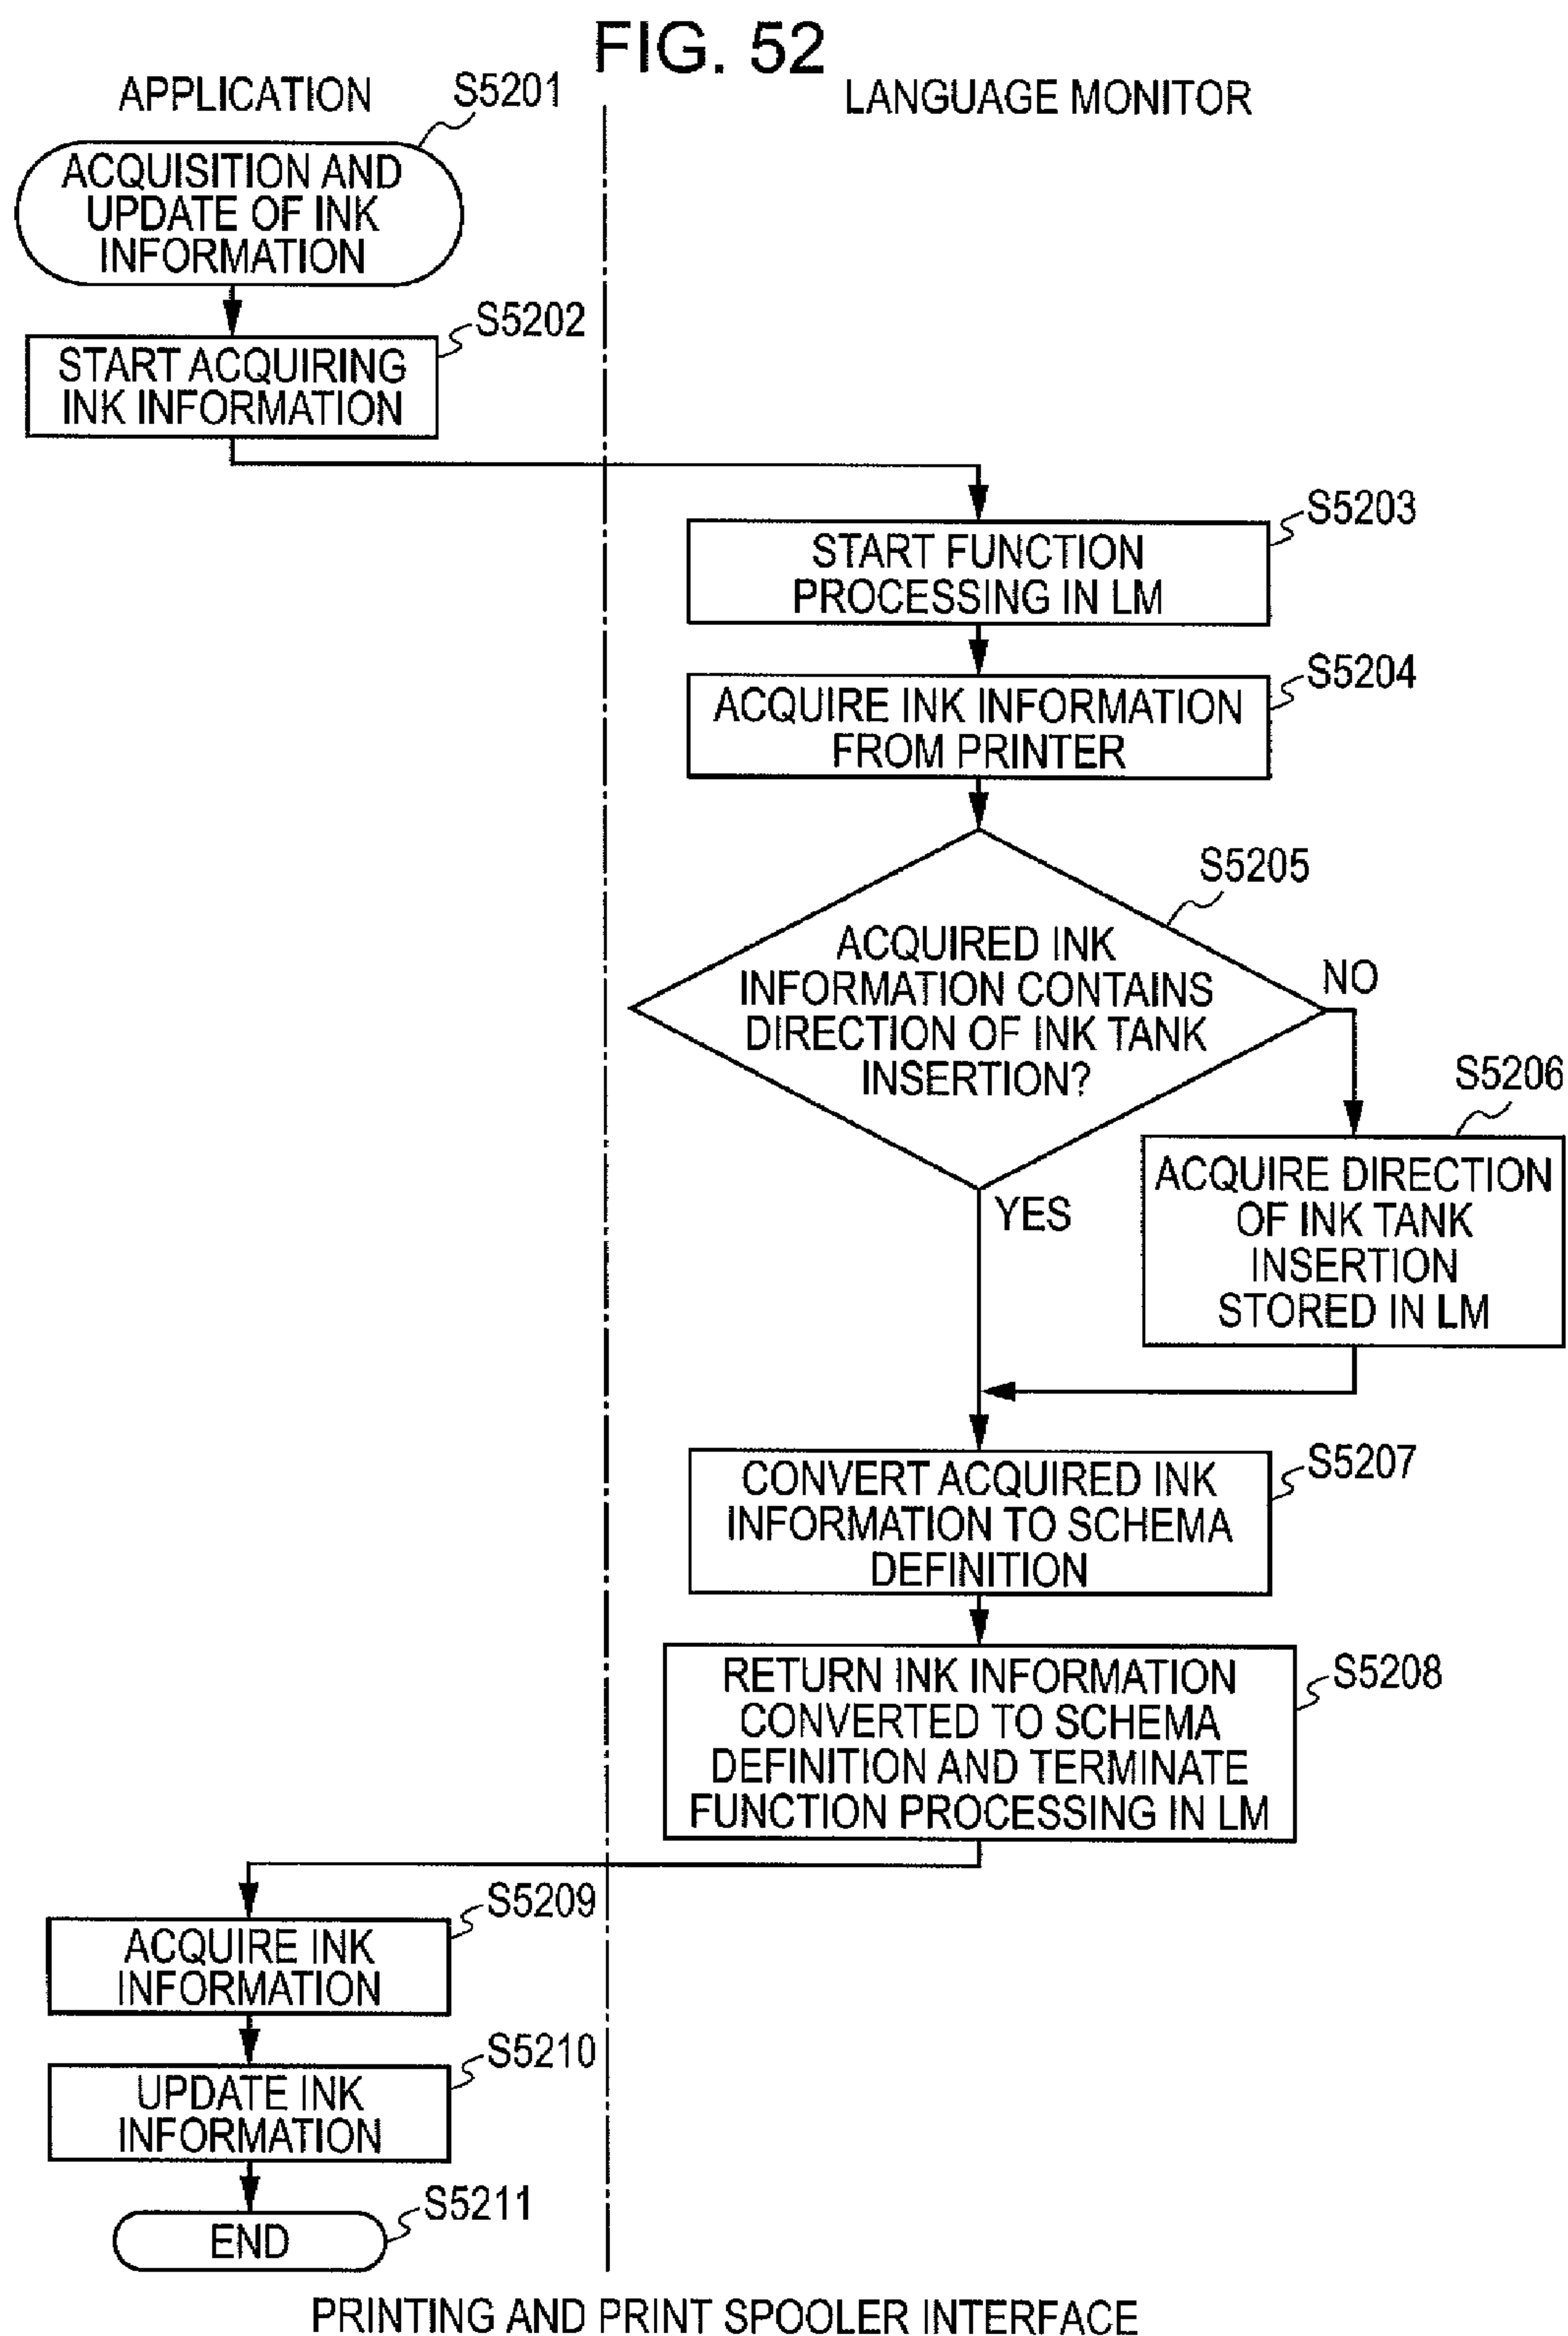 FIG. 52
APPLICATION
LANGUAGE MONITOR
S5201
ACQUISITION AND
UPDATE OF INK
INFORMATION
S5202
START ACQUIRING
INK INFORMATION
S5203
START FUNCTION
PROCESSING IN LM
S5204
ACQUIRE INK INFORMATION
FROM PRINTER
S5205
ACQUIRED INK
INFORMATION CONTAINS
DIRECTION OF INK TANK
INSERTION?
NO
YES
S5206
ACQUIRE DIRECTION
OF INK TANK
INSERTION
STORED IN LM
S5207
CONVERT ACQUIRED INK
INFORMATION TO SCHEMA
DEFINITION
S5208
RETURN INK INFORMATION
CONVERTED TO SCHEMA
DEFINITION AND TERMINATE
FUNCTION PROCESSING IN LM
S5209
ACQUIRE INK
INFORMATION
S5210
UPDATE INK
INFORMATION
S5211
END
PRINTING AND PRINT SPOOLER INTERFACE